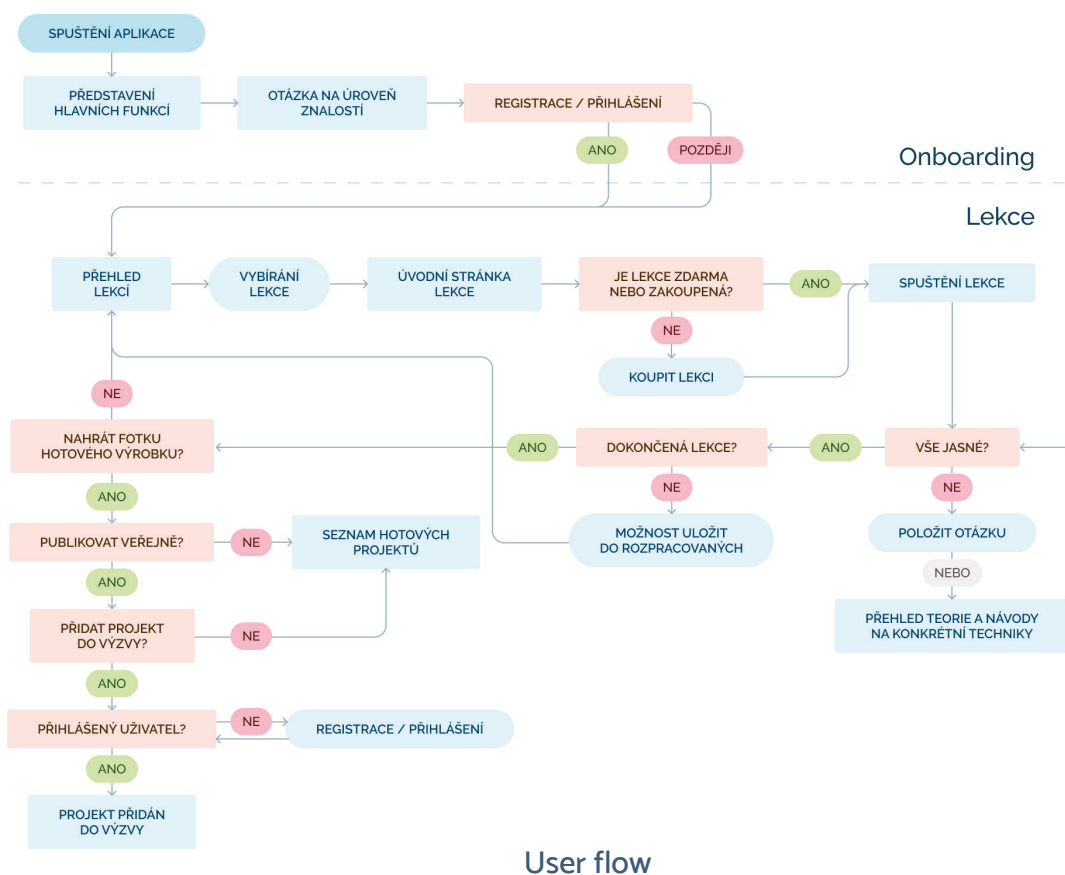 SPUŠTĚNÍ APLIKACE
PŘEDSTAVENÍ
HLAVNÍCH FUNKCÍ
OTÁZKA NA ÚROVEŇ
ZNALOSTÍ
REGISTRACE / PŘIHLÁŠENÍ
ANO
POZDĚJI
Onboarding
Lekce
PŘEHLED
LEKCÍ
VYBÍRÁNÍ
LEKCE
ÚVODNÍ STRÁNKA
LEKCE
JE LEKCE ZDARMA
NEBO ZAKOUPENÁ?
ANO
SPUŠTĚNÍ LEKCE
NE
KOUPIT LEKCI
NE
NAHRÁT FOTKU
HOTOVÉHO VÝROBKU?
ANO
DOKONČENÁ LEKCE?
ANO
VŠE JASNÉ?
ANO
NE
NE
PUBLIKOVAT VEŘEJNĚ?
NE
SEZNAM HOTOVÝCH
PROJEKTŮ
MOŽNOST ULOŽIT
DO ROZPRACOVANÝCH
POLOŽIT OTÁZKU
NEBO
ANO
PŘIDAT PROJEKT
DO VÝZVY?
NE
PŘEHLED TEORIE A NÁVODY
NA KONKRÉTNÍ TECHNIKY
ANO
PŘIHLÁŠENÝ UŽIVATEL?
NE
REGISTRACE / PŘIHLÁŠENÍ
ANO
PROJEKT PŘIDÁN
DO VÝZVY
User flow